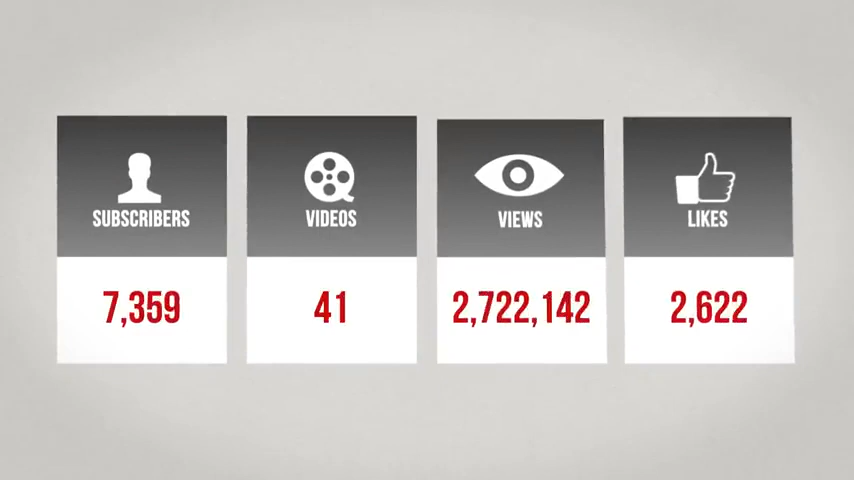 SUBSCRIBERS
VIDEOS
VIEWS
LIKES
7,359
41
2,722,142
2,622